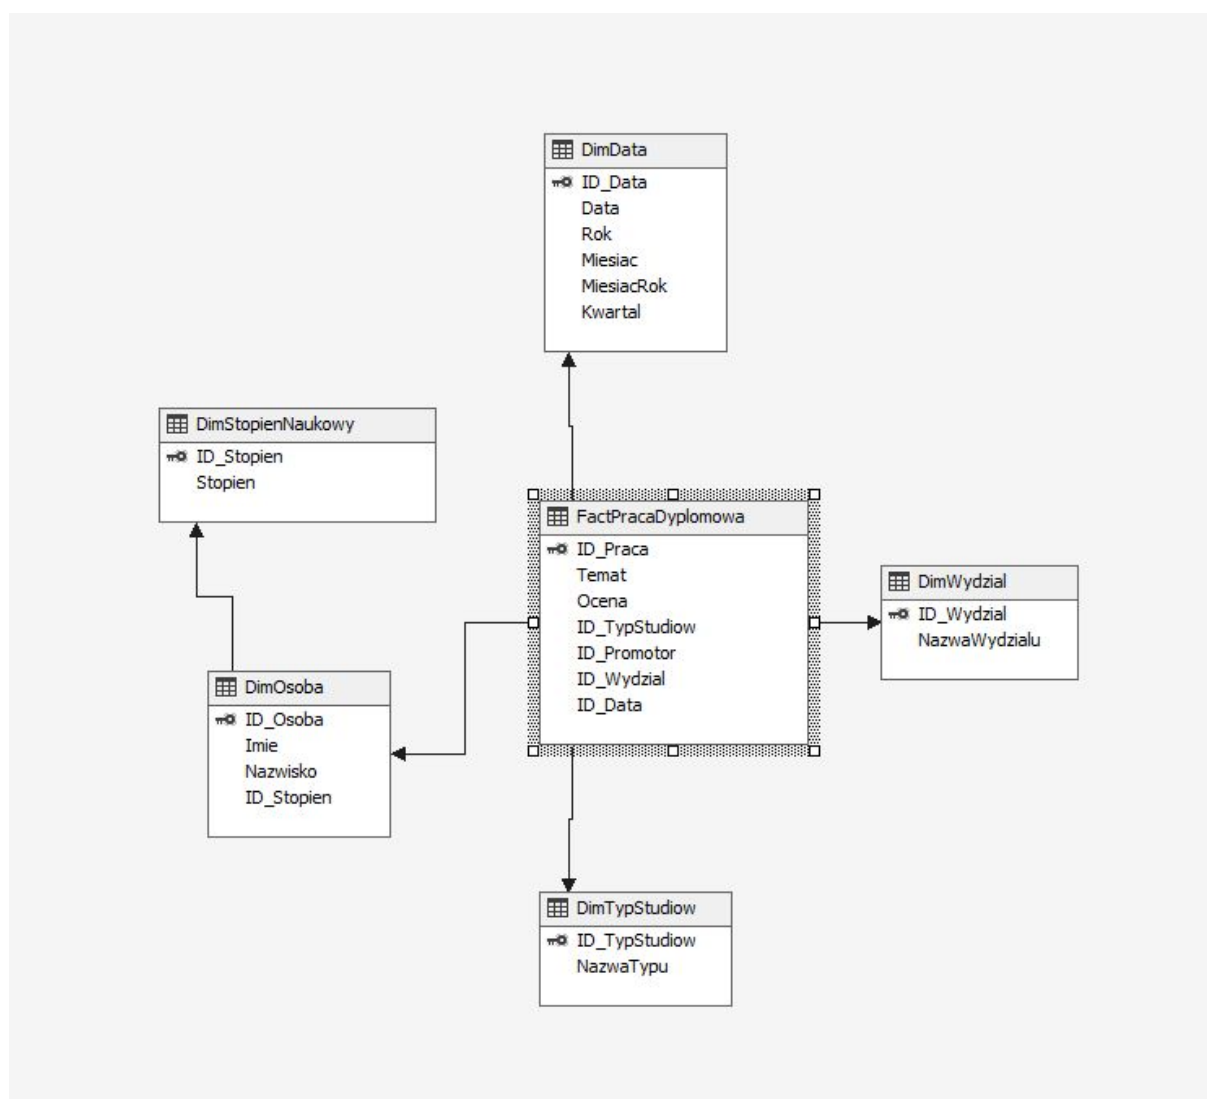 DimData
ID_Data
Data
Rok
Miesiac
MiesiacRok
Kwartal
DimStopienNaukowy
ID_Stopien
Stopien
FactPracaDyplomowa
ID_Praca
Temat
Ocena
ID_TypStudiow
ID_Promotor
ID_Wydzial
ID_Data
DimWydzial
ID_Wydzial
NazwaWydzialu
DimOsoba
ID_Osoba
Imie
Nazwisko
ID_Stopien
DimTypStudiow
ID_TypStudiow
NazwaTypu